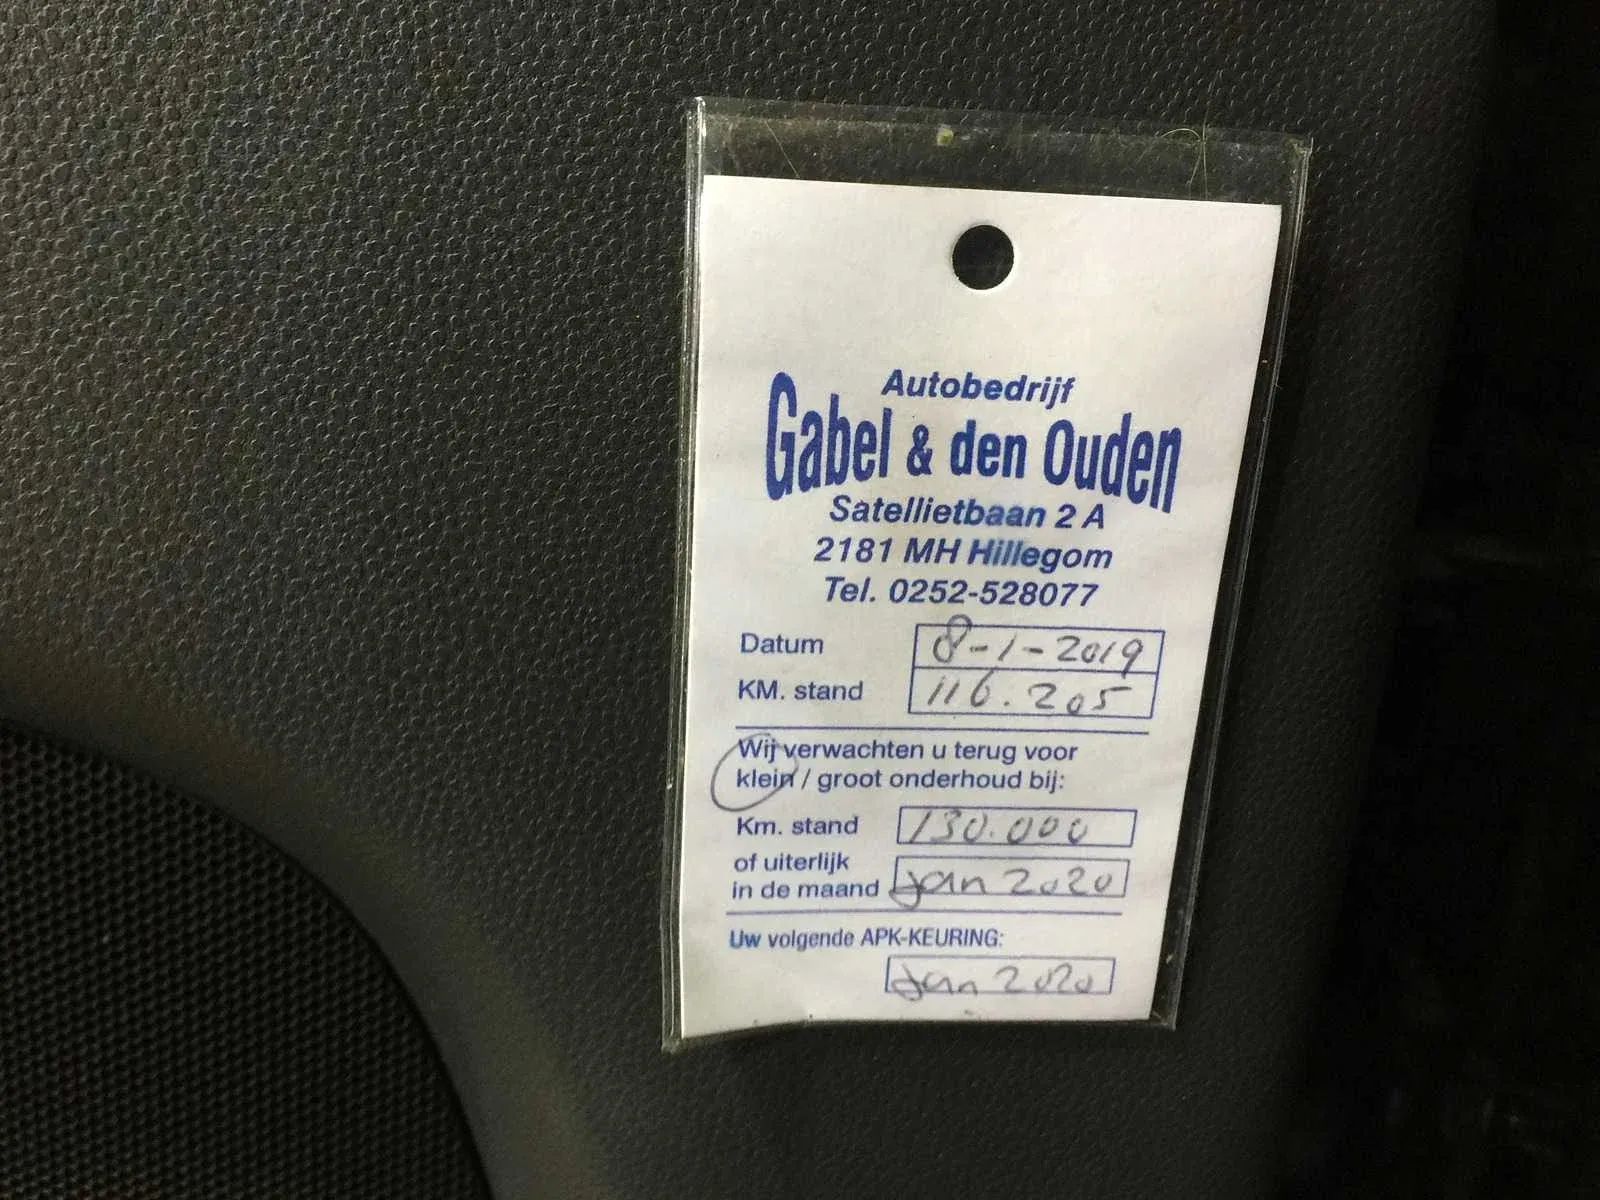 Autobedrijf
Gabel & den Ouden
Satellietbaan 2 A
2181 MH Hillegom
Tel. 0252-528077
Datum 8-1-2019
KM. stand 116.205
Wij verwachten u terug voor
klein / groot onderhoud bij:
Km. stand 130.000
of uiterlijk
in de maand jan 2020
Uw volgende APK-KEURING:
jan 2020